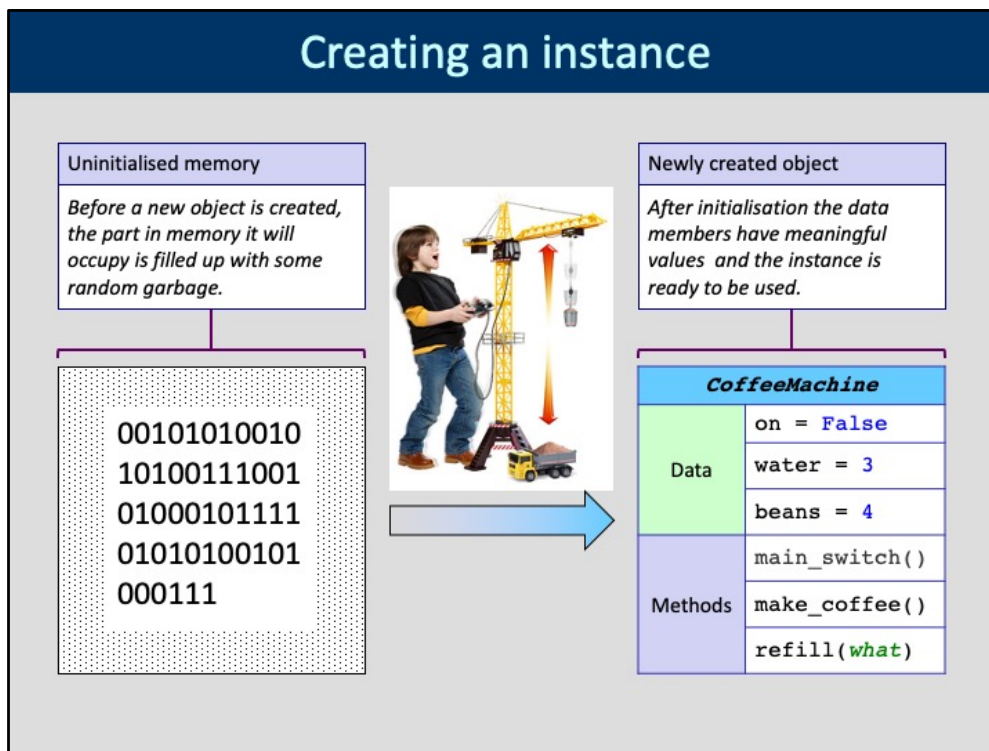 Creating an instance
Uninitialised memory
Before a new object is created,
the part in memory it will
occupy is filled up with some
random garbage.
Newly created object
After initialisation the data
members have meaningful
values  and the instance is
ready to be used.
00101010010
10100111001
01000101111
01010100101
000111
CoffeeMachine
Data
on = False
water = 3
beans = 4
Methods
main_switch()
make_coffee()
refill(what)